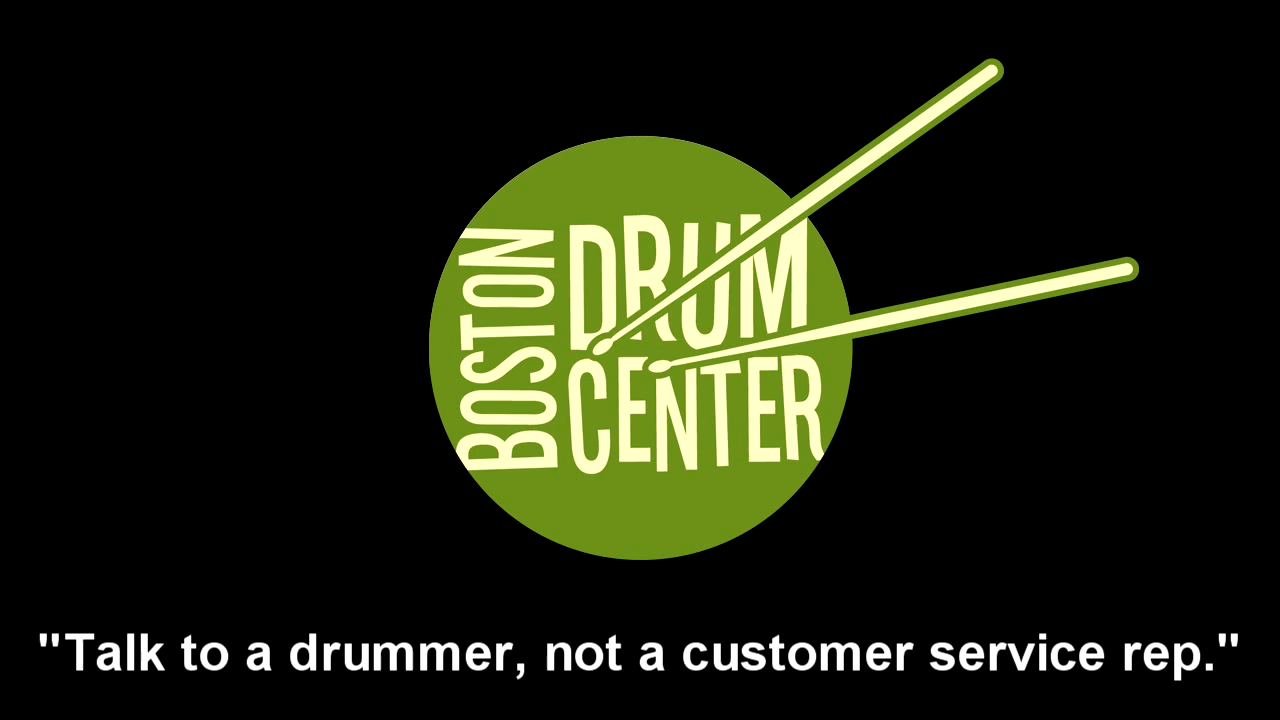 BOSTON
DRUM
CENTER
"Talk to a drummer, not a customer service rep."